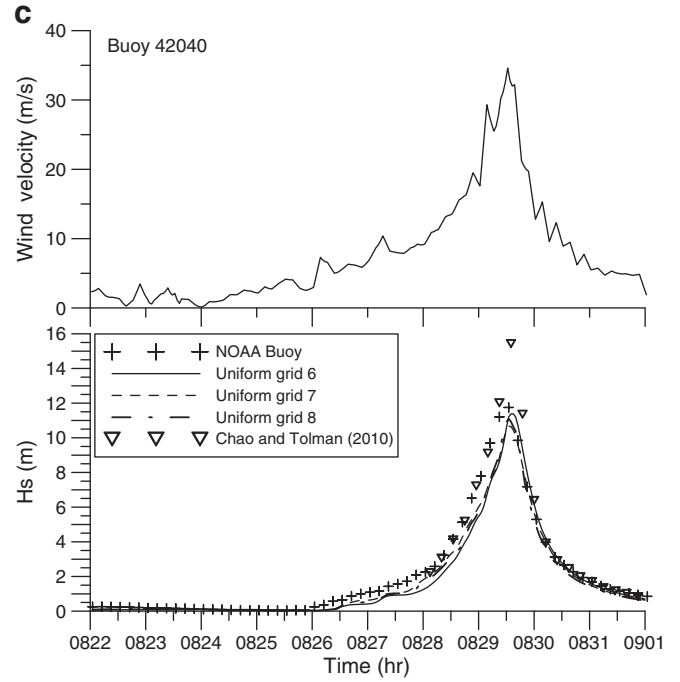 c
Buoy 42040
Wind velocity (m/s)
40
30
20
10
0
16
14
12
10
8
6
4
2
0
Hs (m)
NOAA Buoy
Uniform grid 6
Uniform grid 7
Uniform grid 8
Chao and Tolman (2010)
0822 0823 0824 0825 0826 0827 0828 0829 0830 0831 0901
Time (hr)